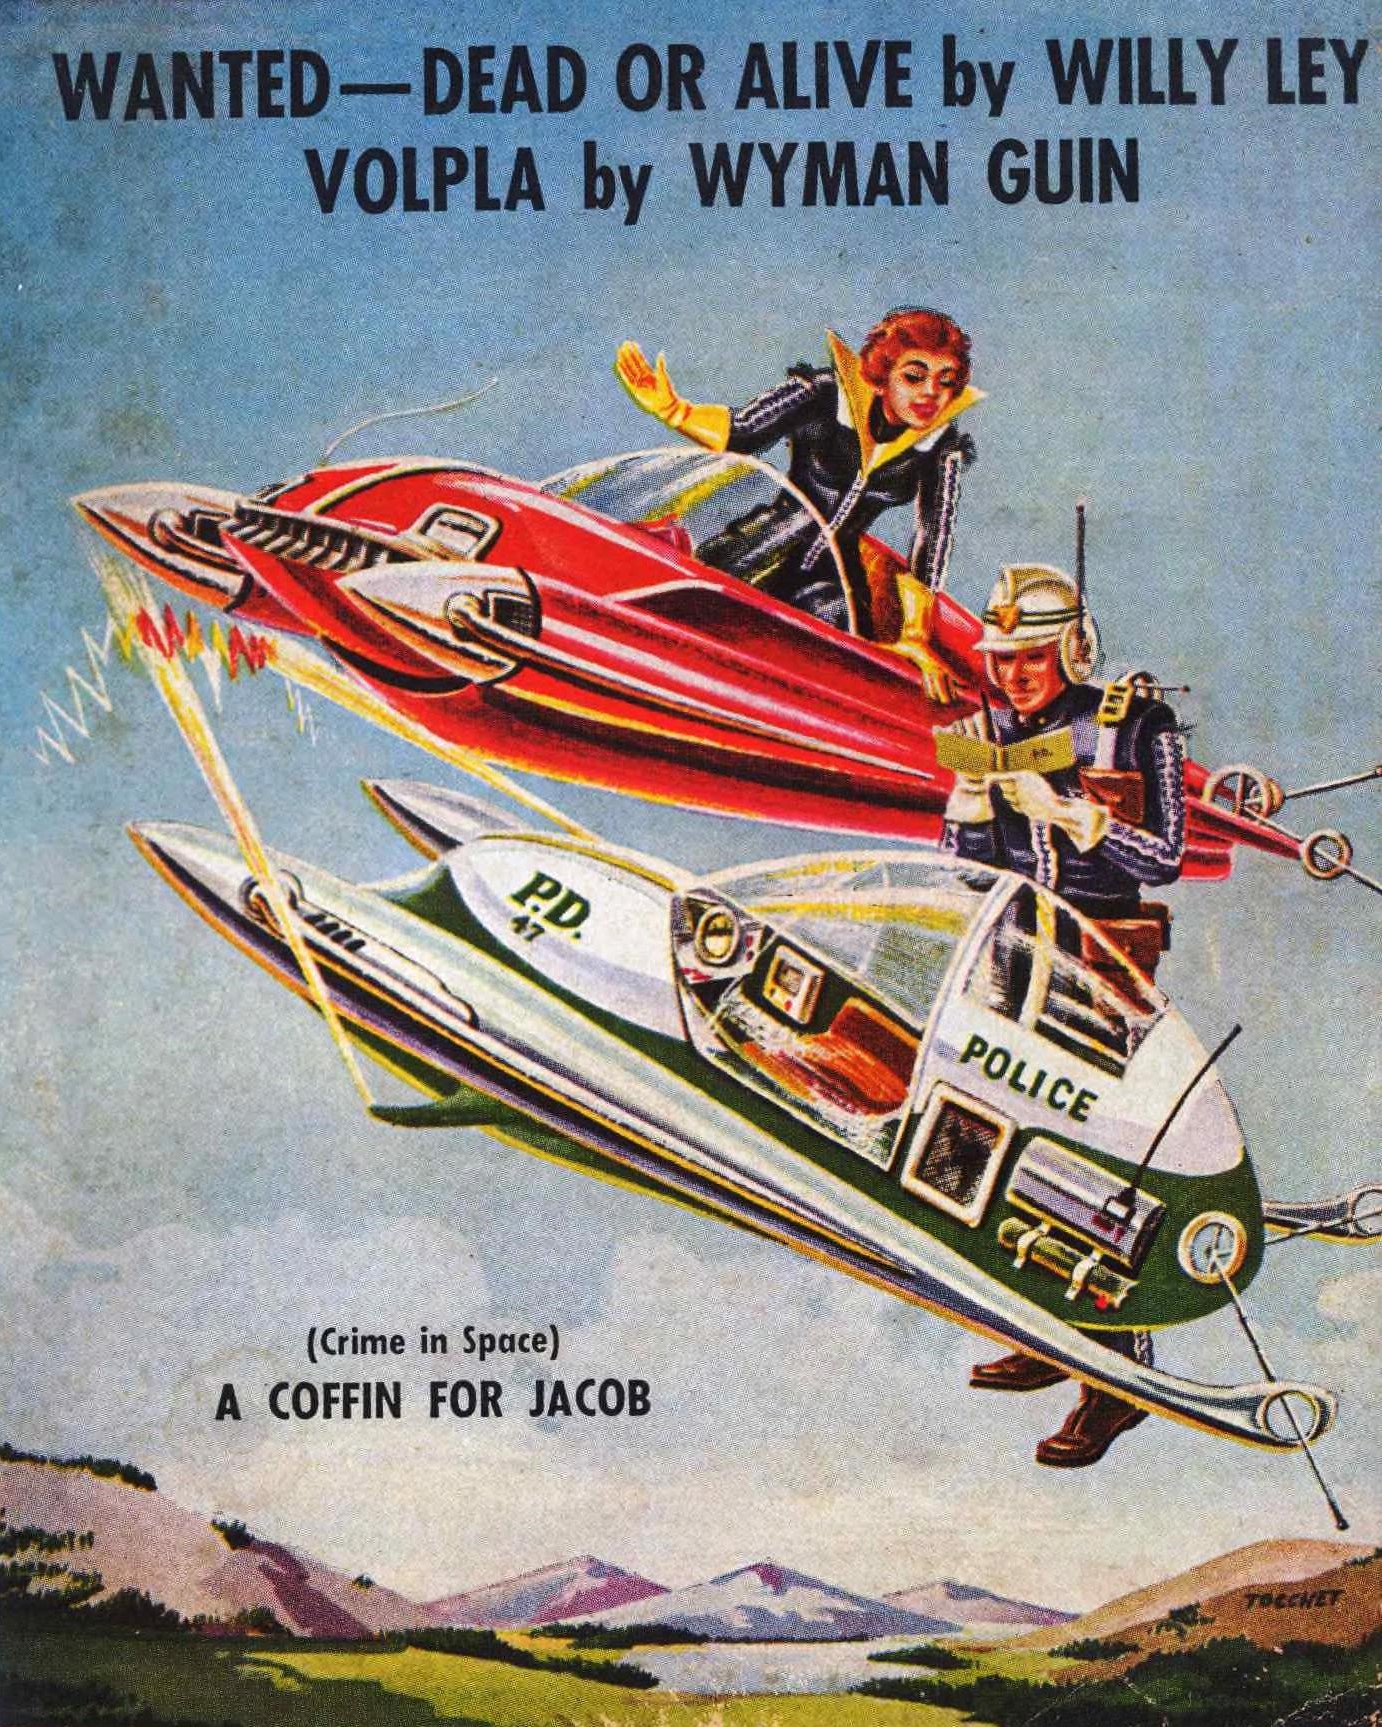 WANTED—DEAD OR ALIVE by WILLY LEY
VOLPLA by WYMAN GUIN
P.D.
P.D.
47
POLICE
(Crime in Space)
A COFFIN FOR JACOB
TOCCHET